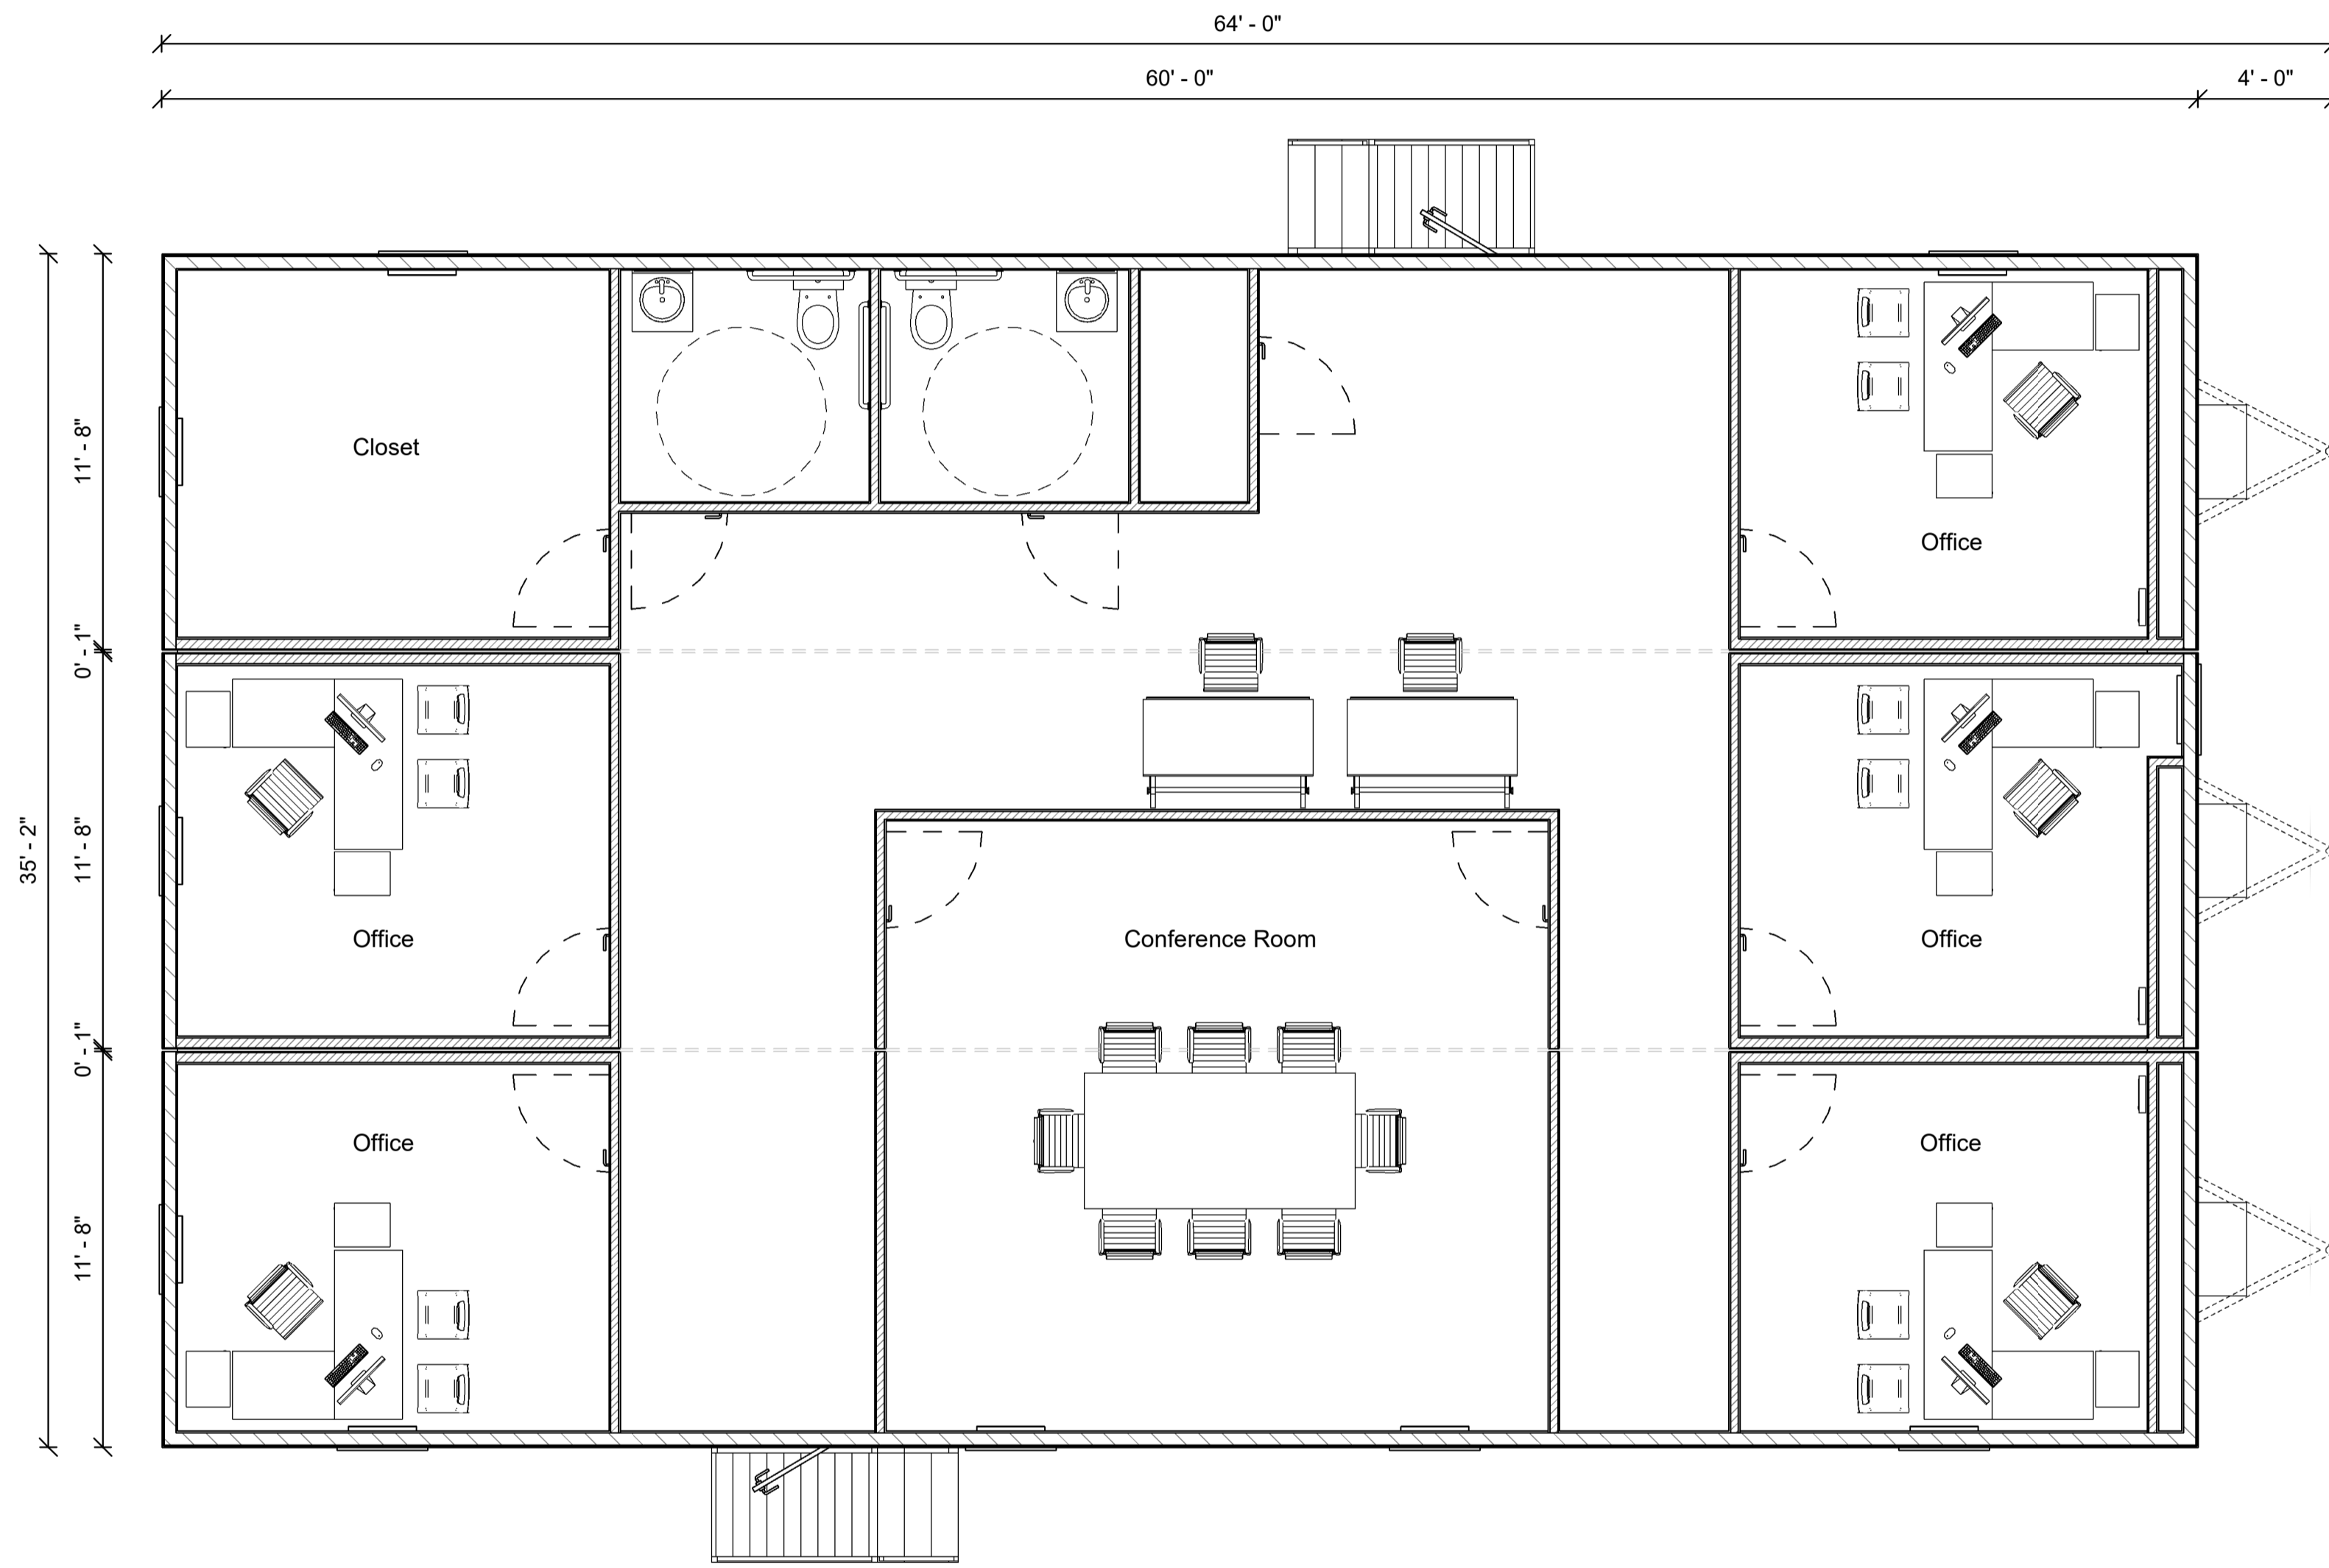 64' - 0"
60' - 0"
4' - 0"
35' - 2"
11' - 8"
0' - 1"
11' - 8"
0' - 1"
11' - 8"
Closet
Office
Office
Conference Room
Office
Office
Office